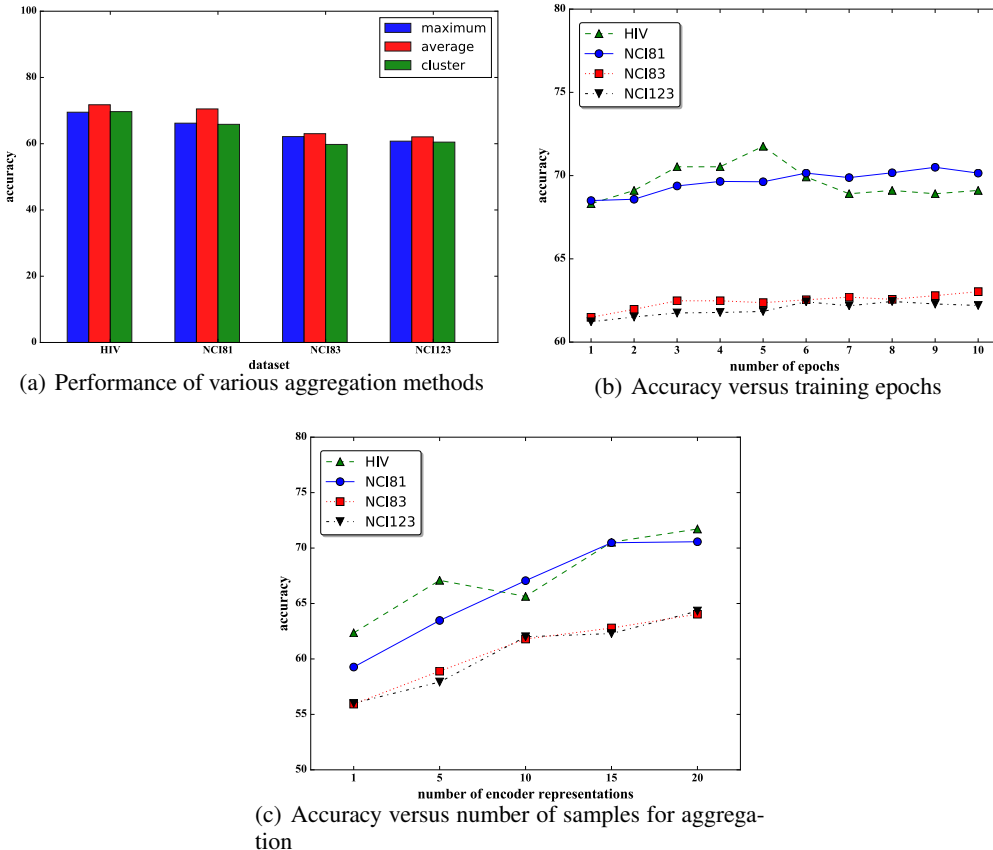 100
80
60
40
20
0
accuracy
maximum
average
cluster
HIV
NCI81
NCI83
NCI123
dataset
(a) Performance of various aggregation methods
80
75
70
65
60
accuracy
HIV
NCI81
NCI83
NCI123
1 2 3 4 5 6 7 8 9 10
number of epochs
(b) Accuracy versus training epochs
80
75
70
65
60
55
50
accuracy
HIV
NCI81
NCI83
NCI123
1 5 10 15 20
number of encoder representations
(c) Accuracy versus number of samples for aggrega-
tion